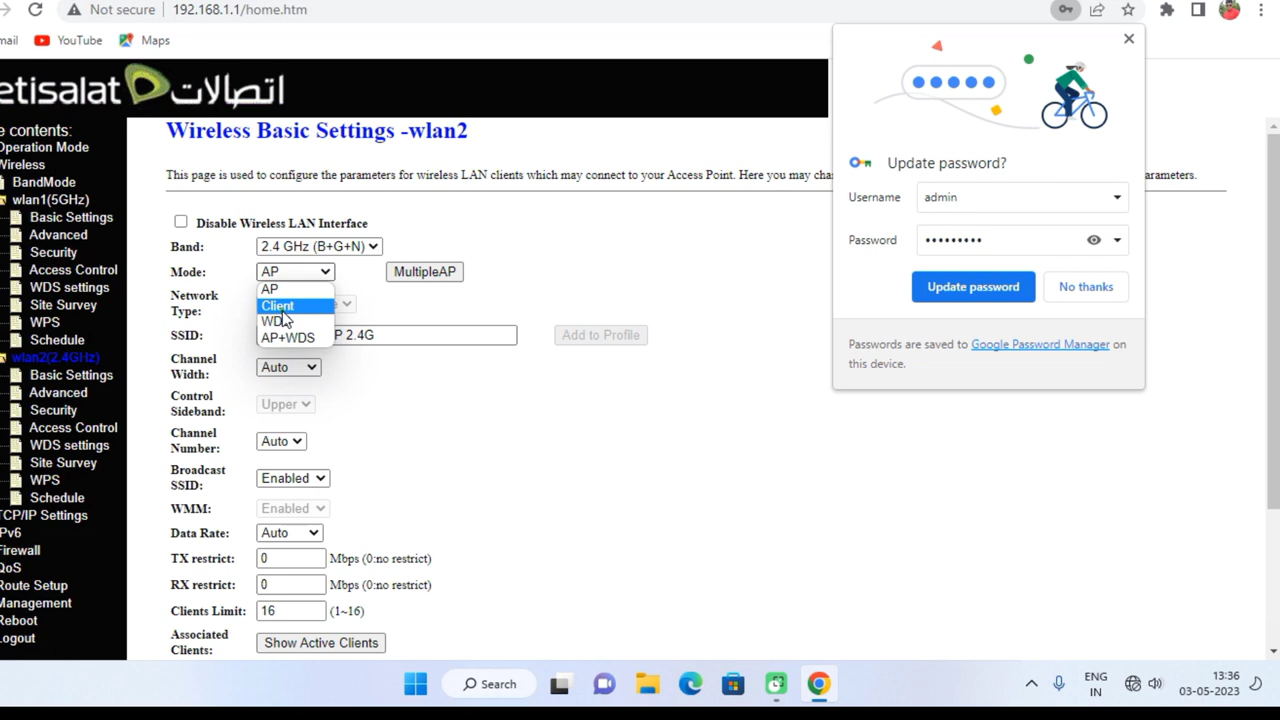 Not secure 192.168.1.1/home.htm
mail YouTube Maps
etisalat اتصالات
e contents:
Operation Mode
Wireless
BandMode
wlan1(5GHz)
Basic Settings
Advanced
Security
Access Control
WDS settings
Site Survey
WPS
Schedule
wlan2(2.4GHz)
Basic Settings
Advanced
Security
Access Control
WDS settings
Site Survey
WPS
Schedule
TCP/IP Settings
IPv6
Firewall
QoS
Route Setup
Management
Reboot
Logout
Wireless Basic Settings -wlan2
This page is used to configure the parameters for wireless LAN clients which may connect to your Access Point. Here you may cha
rameters.
Disable Wireless LAN Interface
Band: 2.4 GHz (B+G+N)
Mode: AP MultipleAP
AP
Client
WDS
AP+WDS
Network
Type:
SSID: P 2.4G Add to Profile
Channel
Width: Auto
Control
Sideband: Upper
Channel
Number: Auto
Broadcast
SSID: Enabled
WMM: Enabled
Data Rate: Auto
TX restrict: 0 Mbps (0:no restrict)
RX restrict: 0 Mbps (0:no restrict)
Clients Limit: 16 (1~16)
Associated
Clients: Show Active Clients
Update password?
Username admin
Password •••••••••
Update password No thanks
Passwords are saved to Google Password Manager on
this device.
Search
ENG
IN
13:36
03-05-2023